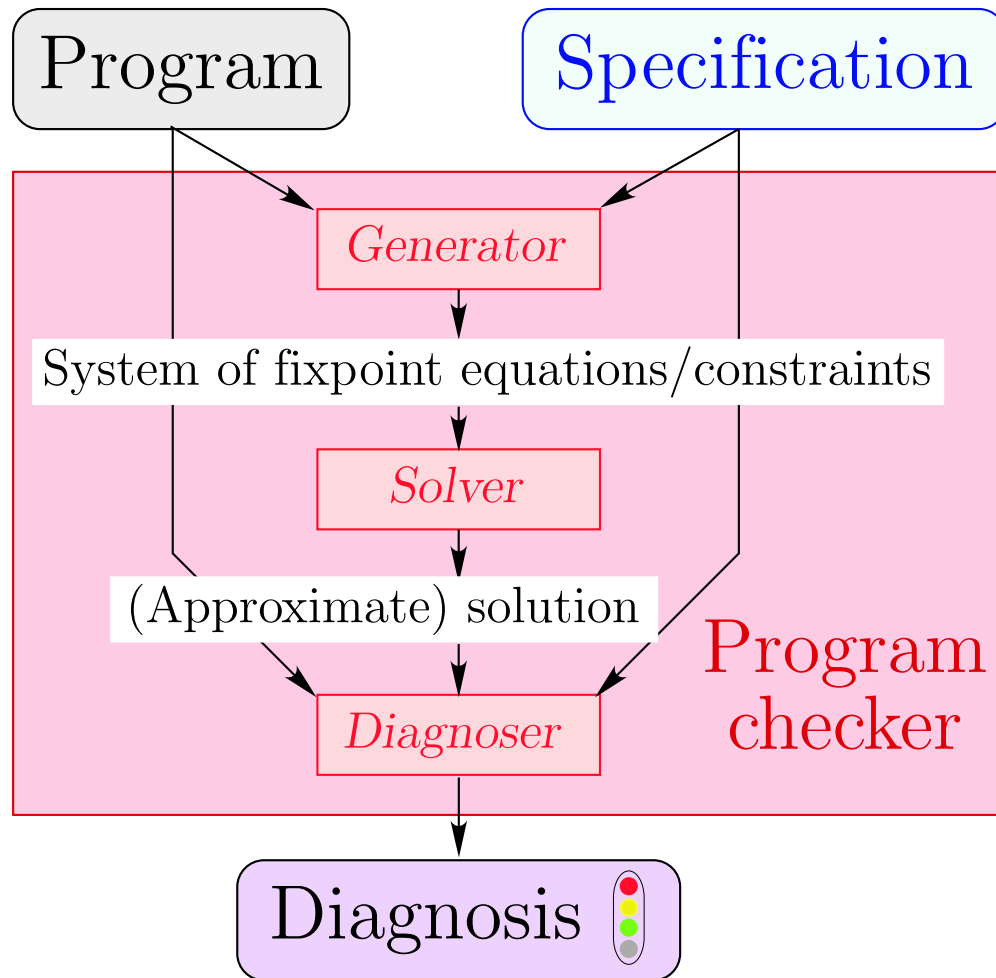 Program
Specification
Generator
System of fixpoint equations/constraints
Solver
(Approximate) solution
Program
checker
Diagnoser
Diagnosis